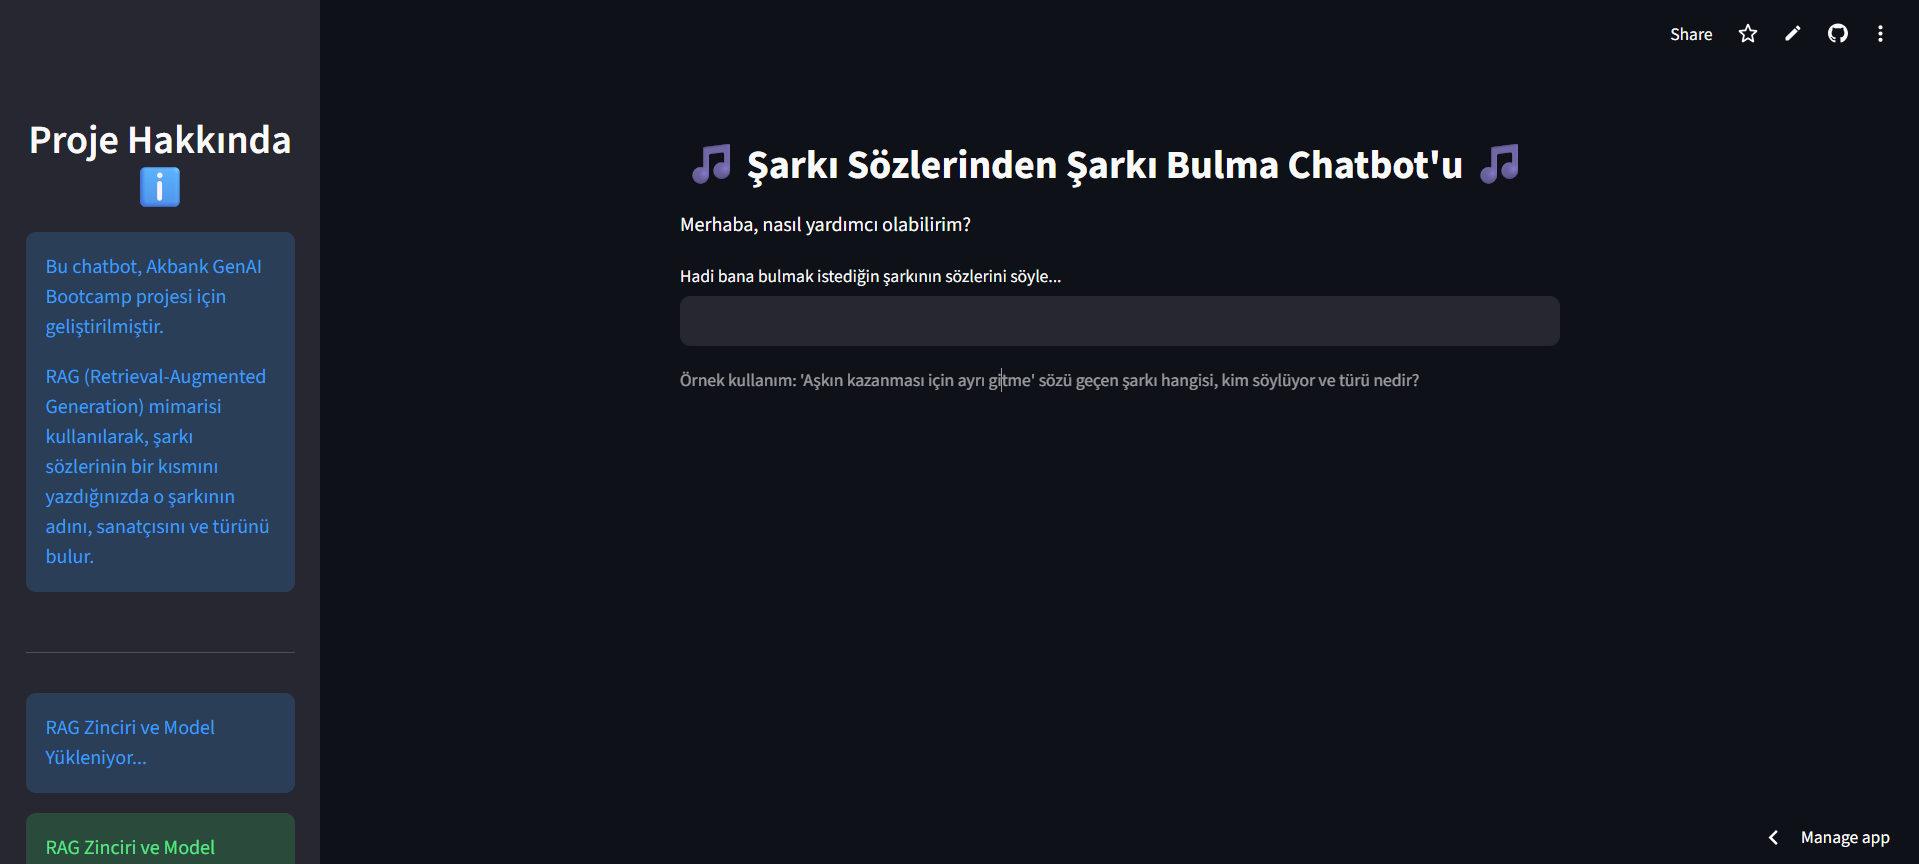 Share
Proje Hakkında
Bu chatbot, Akbank GenAI
Bootcamp projesi için
geliştirilmiştir.
RAG (Retrieval-Augmented
Generation) mimarisi
kullanılarak, şarkı
sözlerinin bir kısmını
yazdığınızda o şarkının
adını, sanatçısını ve türünü
bulur.
RAG Zinciri ve Model
Yükleniyor...
RAG Zinciri ve Model
Şarkı Sözlerinden Şarkı Bulma Chatbot'u
Merhaba, nasıl yardımcı olabilirim?
Hadi bana bulmak istediğin şarkının sözlerini söyle...
Örnek kullanım: 'Aşkın kazanması için ayrı gitme' sözü geçen şarkı hangisi, kim söylüyor ve türü nedir?
Manage app